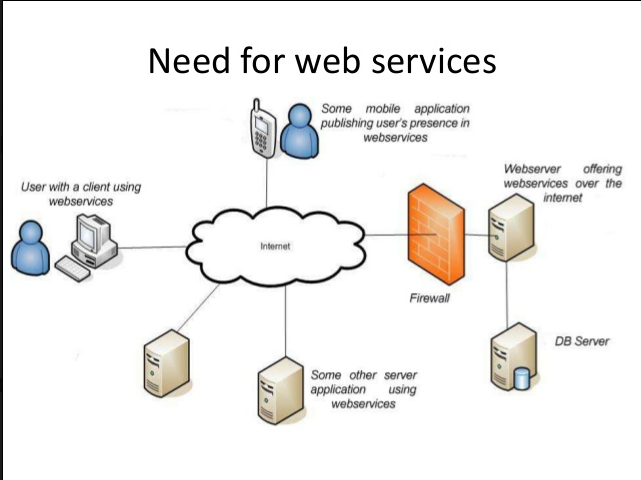 Need for web services
Some mobile application
publishing user's presence in
webservices
User with a client using
webservices
Webserver offering
webservices over the
internet
Internet
Firewall
DB Server
Some other server
application using
webservices